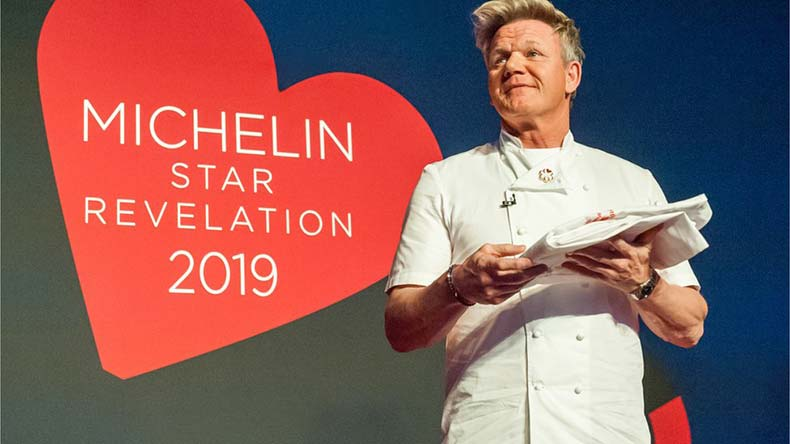 MICHELIN
STAR
REVELATION
2019